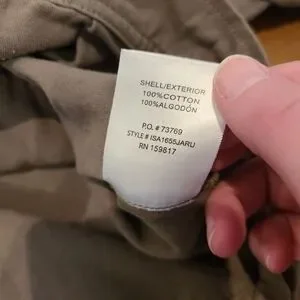 SHELL/EXTERIOR
100%COTTON
100%ALGODÓN
P.O. # 73769
STYLE # ISA1655JARU
RN 159817